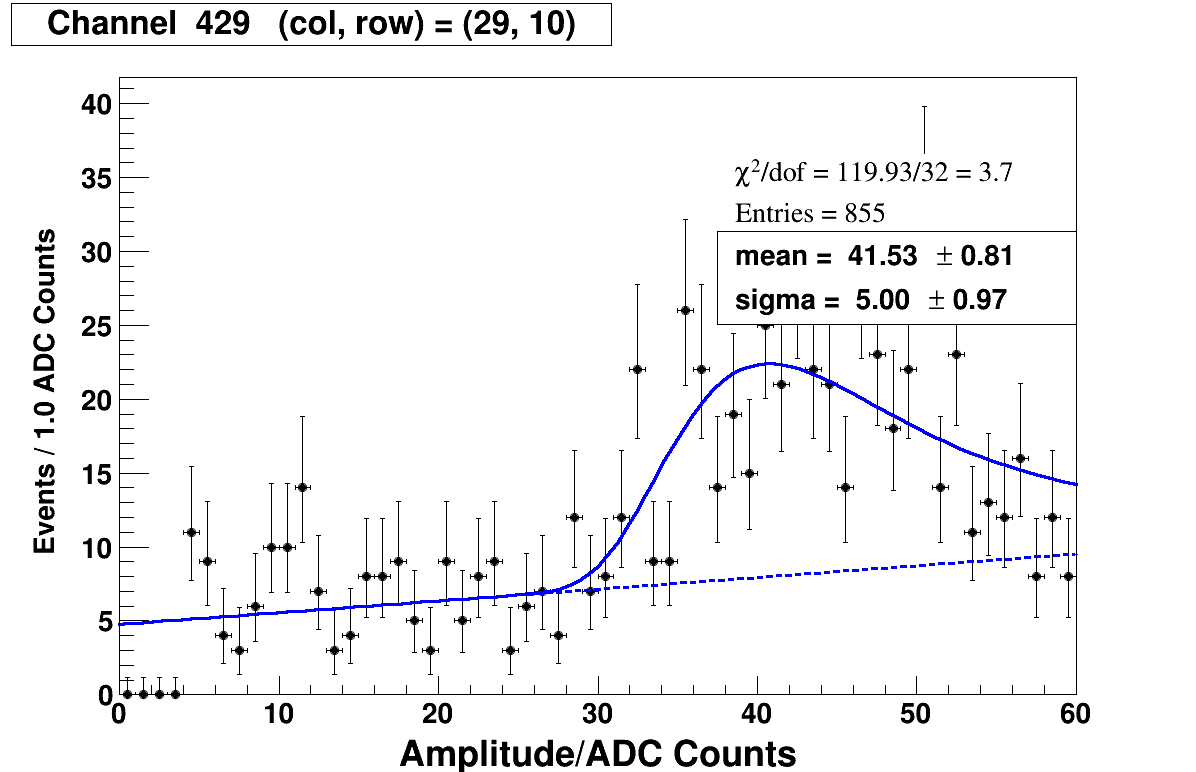 Channel 429 (col, row) = (29, 10)
χ²/dof = 119.93/32 = 3.7
Entries = 855
mean = 41.53 ± 0.81
sigma = 5.00 ± 0.97
Events / 1.0 ADC Counts
40
35
30
25
20
15
10
5
0
0 10 20 30 40 50 60
Amplitude/ADC Counts